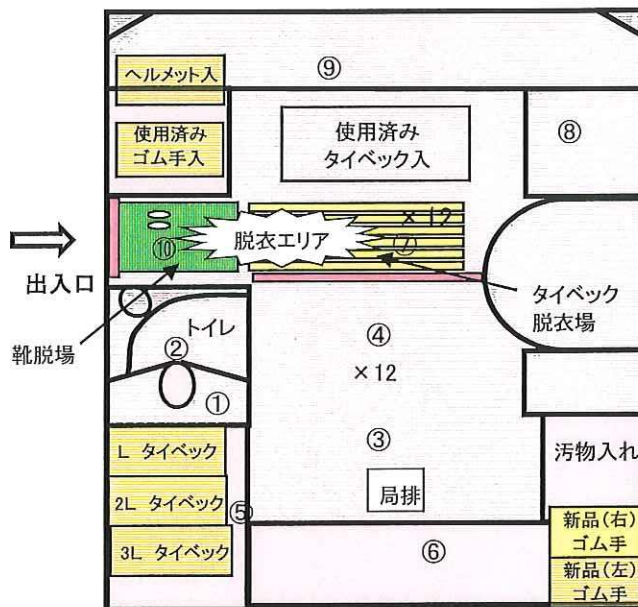 ヘルメット入
⑨
使用済み
ゴム手入
使用済み
タイベック入
⑧
×12
⑩
脱衣エリア
⑦
出入口
タイベック
脱衣場
靴脱場
トイレ
②
①
④
×12
③
局排
L タイベック
2L タイベック
3L タイベック
⑤
⑥
汚物入れ
新品(右)
ゴム手
新品(左)
ゴム手